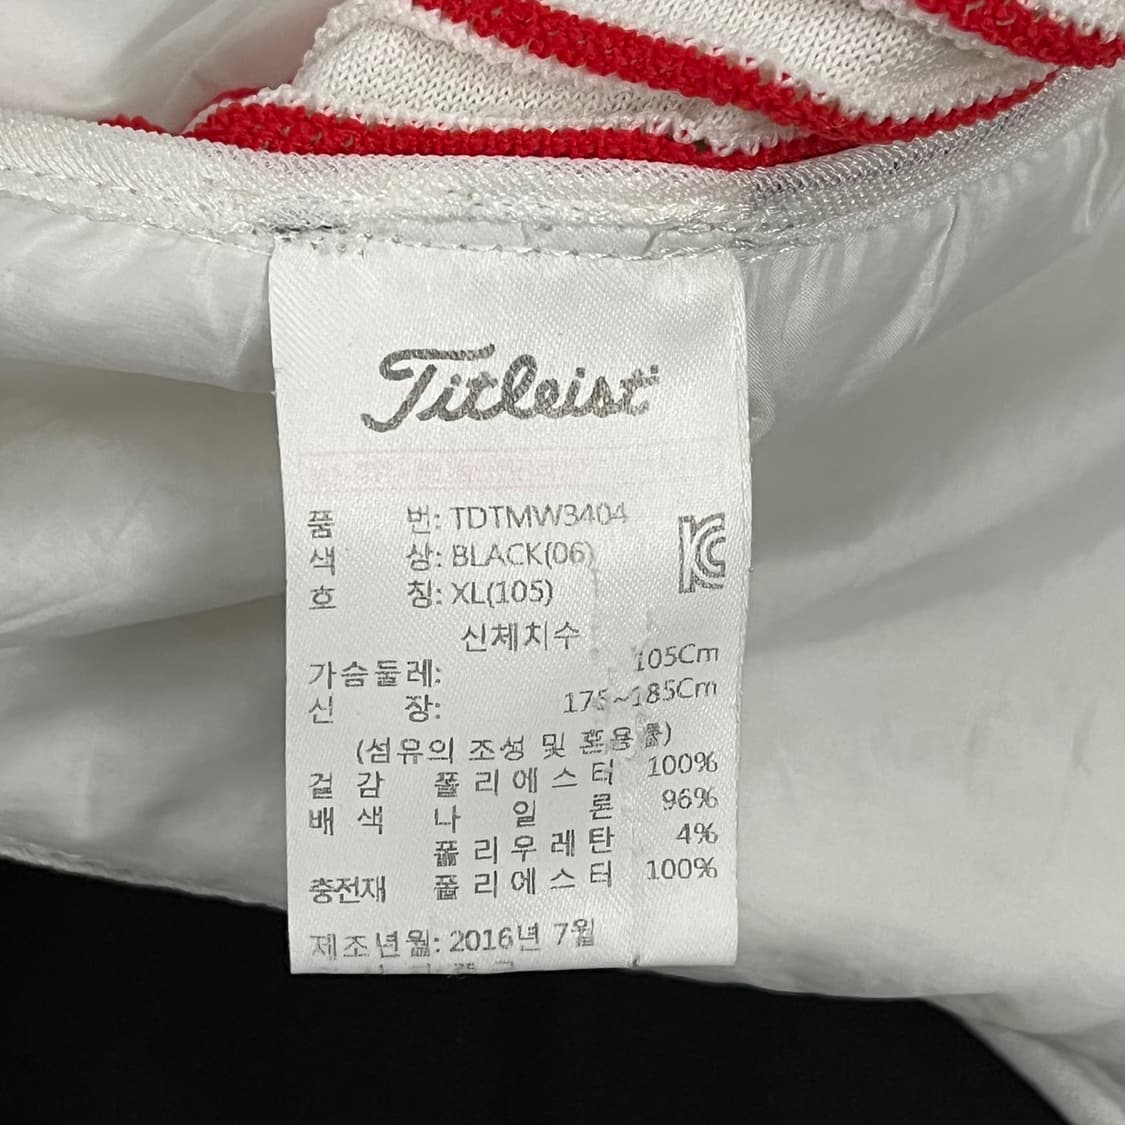 Titleist
품 번: TDTMW3404
색 상: BLACK(06)
호 칭: XL(105)
KC
신체치수
가슴둘레: 105Cm
신 장: 175~185Cm
(섬유의 조성 및 혼용률)
겉 감 폴리에스터 100%
배 색 나 일 론 96%
폴리우레탄 4%
충전재 폴리에스터 100%
제조년월: 2016년 7월